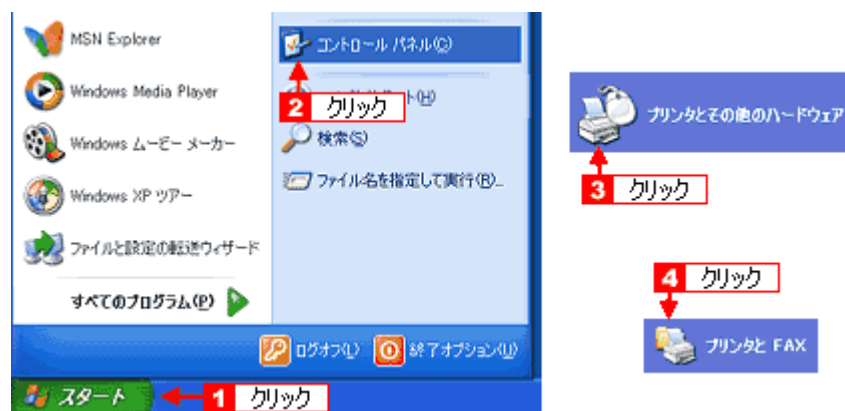 MSN Explorer
Windows Media Player
Windows ムービー メーカー
Windows XP ツアー
ファイルと設定の転送ウィザード
すべてのプログラム(P)
コントロール パネル(C)
2 クリック
ト(H)
検索(S)
ファイル名を指定して実行(R)...
ログオフ(L)
終了オプション(U)
スタート
1 クリック
プリンタとその他のハードウェア
3 クリック
4 クリック
プリンタと FAX